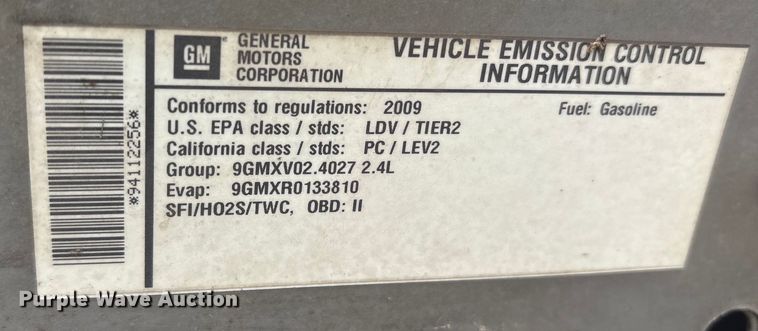 GM
GENERAL
MOTORS
CORPORATION
VEHICLE EMISSION CONTROL
INFORMATION
Conforms to regulations: 2009 Fuel: Gasoline
U.S. EPA class / stds: LDV / TIER2
California class / stds: PC / LEV2
Group: 9GMXV02.4027 2.4L
Evap: 9GMXR0133810
SFI/HO2S/TWC, OBD: II
*94112256*
Purple Wave Auction